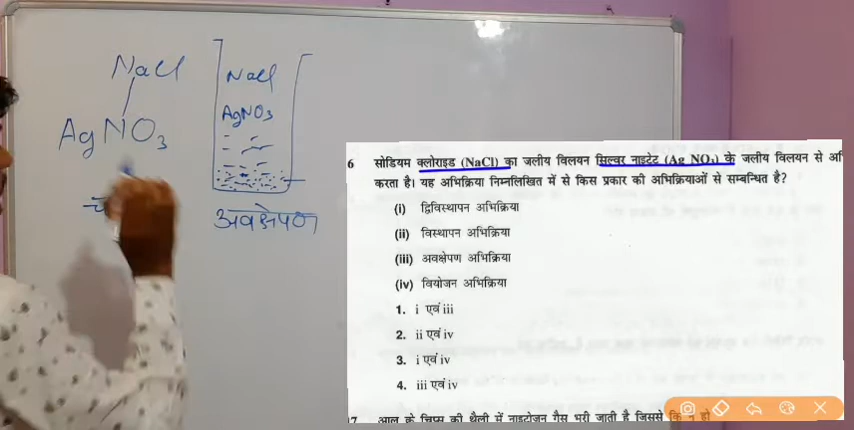 NaCl
AgNO3
NaCl
AgNO3
अवक्षेपण
6 सोडियम क्लोराइड (NaCl) का जलीय विलयन सिल्वर नाइटेट (Ag NO3) के जलीय विलयन से
करता है। यह अभिक्रिया निम्नलिखित में से किस प्रकार की अभिक्रियाओं से सम्बन्धित है?
(i) द्विविस्थापन अभिक्रिया
(ii) विस्थापन अभिक्रिया
(iii) अवक्षेपण अभिक्रिया
(iv) वियोजन अभिक्रिया
1. i एवं iii
2. ii एवं iv
3. i एवं iv
4. iii एवं iv
आलू के चिप्स की थैली में नाइटोजन गैस भरी जाती है जिससे